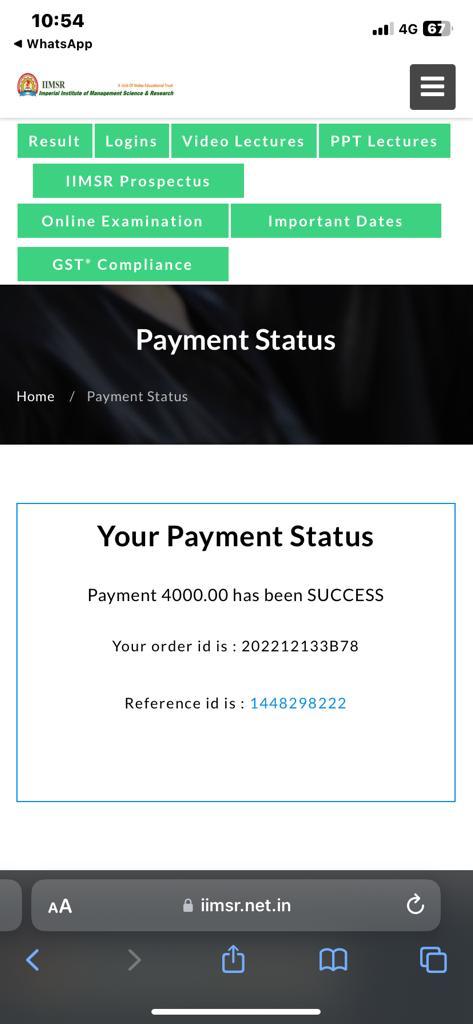 10:54
4G 67
◀ WhatsApp
IIMSR
A Unit Of Vidya Educational Trust
Imperial Institute of Management Science & Research
Result
Logins
Video Lectures
PPT Lectures
IIMSR Prospectus
Online Examination
Important Dates
GST* Compliance
Payment Status
Home / Payment Status
Your Payment Status
Payment 4000.00 has been SUCCESS
Your order id is : 202212133B78
Reference id is : 1448298222
AA
iimsr.net.in